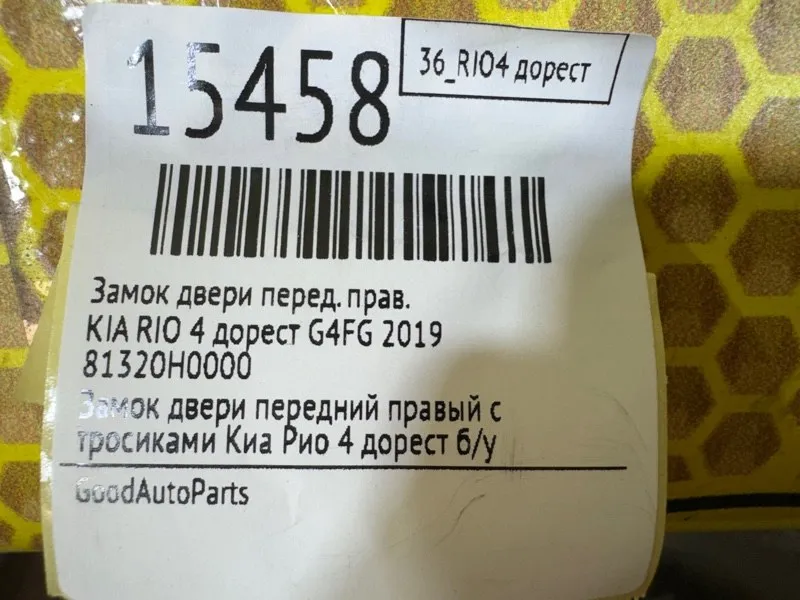 15458
36_RIO4 дорест
Замок двери перед. прав.
KIA RIO 4 дорест G4FG 2019
81320H0000
Замок двери передний правый с
тросиками Киа Рио 4 дорест б/у
GoodAutoParts